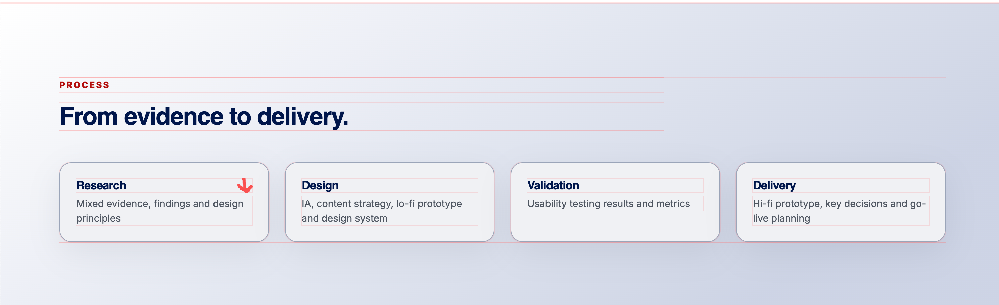 PROCESS
From evidence to delivery.
Research
Mixed evidence, findings and design
principles
Design
IA, content strategy, lo-fi prototype
and design system
Validation
Usability testing results and metrics
Delivery
Hi-fi prototype, key decisions and go-
live planning